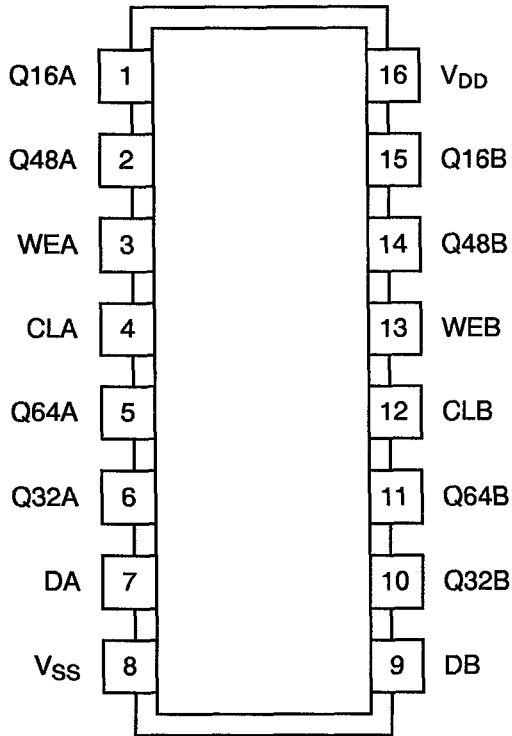 Q16A 1 16 VDD
Q48A 2 15 Q16B
WEA 3 14 Q48B
CLA 4 13 WEB
Q64A 5 12 CLB
Q32A 6 11 Q64B
DA 7 10 Q32B
VSS 8 9 DB